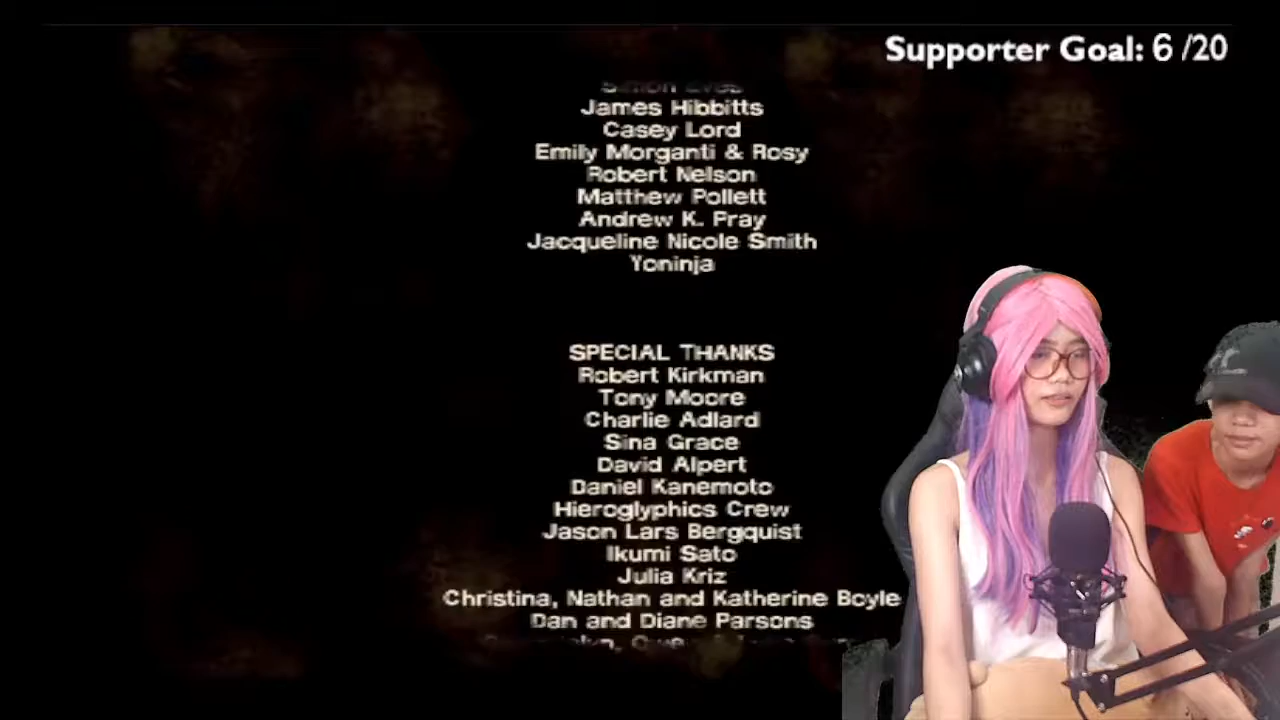 Supporter Goal: 6 /20
James Hibbitts
Casey Lord
Emily Morganti & Rosy
Robert Nelson
Matthew Pollett
Andrew K. Pray
Jacqueline Nicole Smith
Yoninja
SPECIAL THANKS
Robert Kirkman
Tony Moore
Charlie Adlard
Sina Grace
David Alpert
Daniel Kanemoto
Hieroglyphics Crew
Jason Lars Bergquist
Ikumi Sato
Julia Kriz
Christina, Nathan and Katherine Boyle
Dan and Diane Parsons